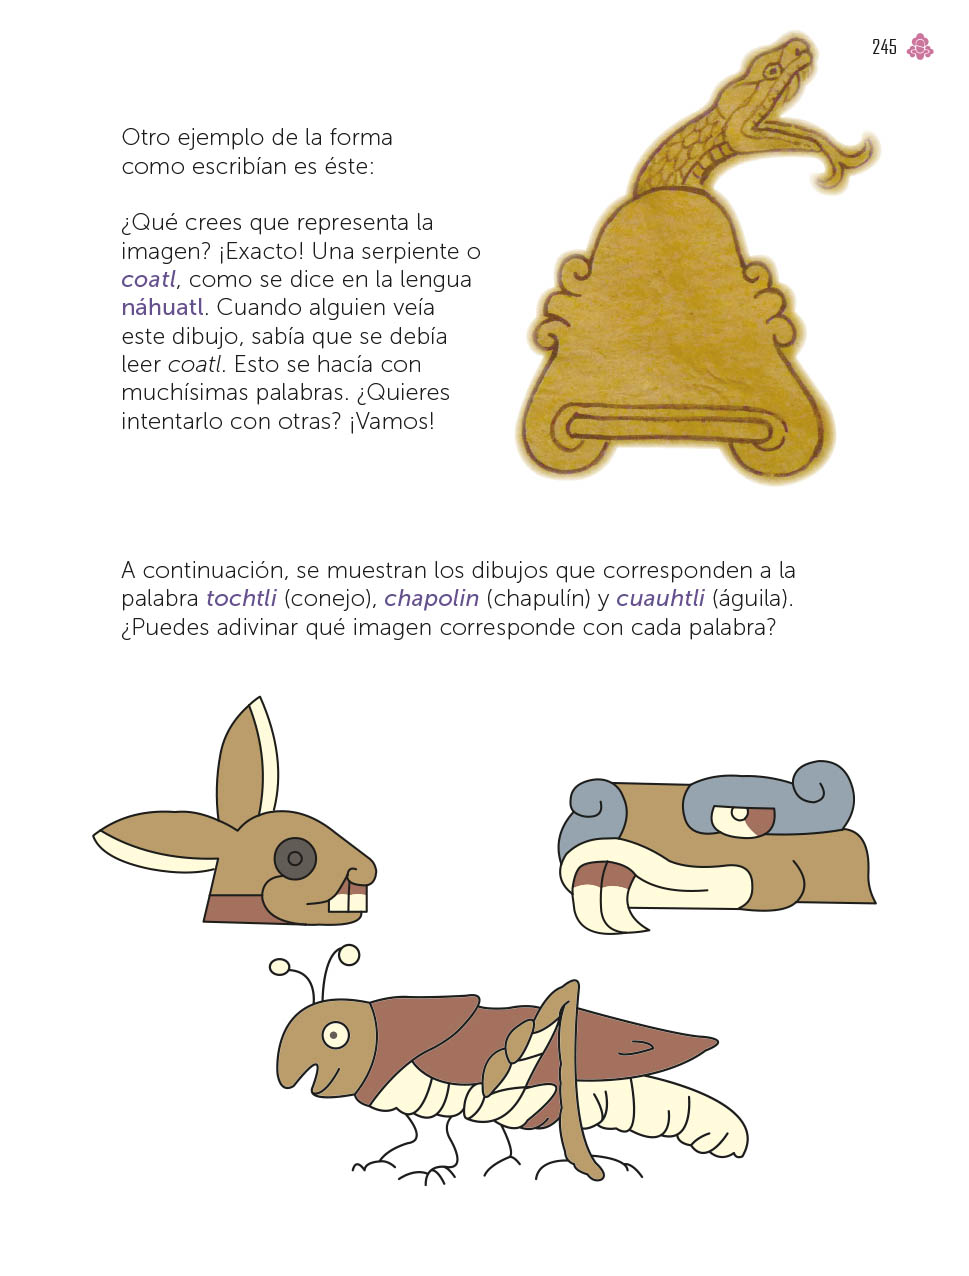 245
Otro ejemplo de la forma
como escribían es éste:
¿Qué crees que representa la
imagen? ¡Exacto! Una serpiente o
coatl, como se dice en la lengua
náhuatl. Cuando alguien veía
este dibujo, sabía que se debía
leer coatl. Esto se hacía con
muchísimas palabras. ¿Quieres
intentarlo con otras? ¡Vamos!
A continuación, se muestran los dibujos que corresponden a la
palabra tochtli (conejo), chapolin (chapulín) y cuauhtli (águila).
¿Puedes adivinar qué imagen corresponde con cada palabra?